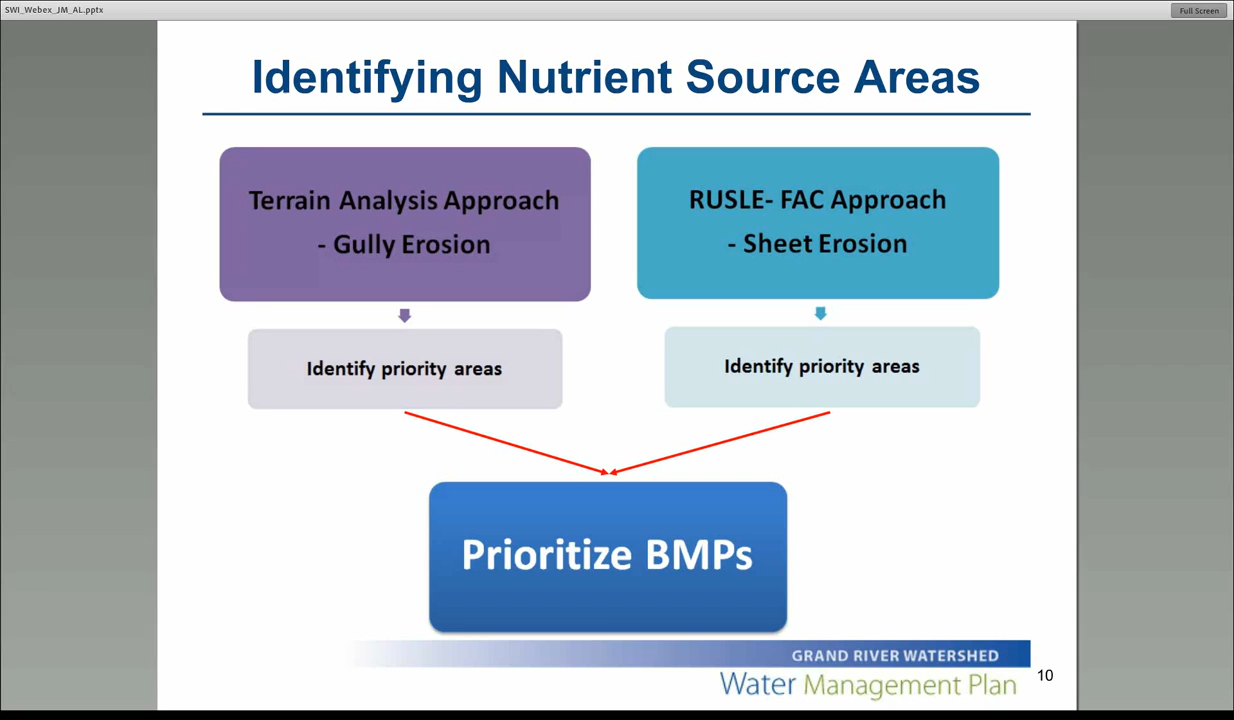 SWI_Webex_JM_AL.pptx
Full Screen
Identifying Nutrient Source Areas
Terrain Analysis Approach
- Gully Erosion
RUSLE- FAC Approach
- Sheet Erosion
Identify priority areas
Identify priority areas
Prioritize BMPs
GRAND RIVER WATERSHED
Water Management Plan
10